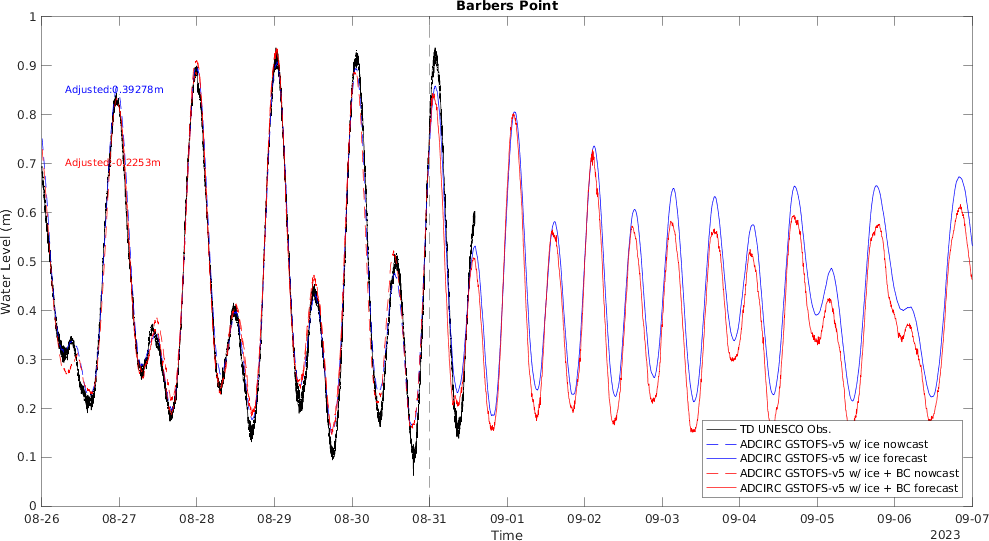 Barbers Point
Water Level (m)
1
0.9
0.8
0.7
0.6
0.5
0.4
0.3
0.2
0.1
0
Adjusted:0.39278m
Adjusted:-0.2253m
TD UNESCO Obs.
ADCIRC GSTOFS-v5 w/ ice nowcast
ADCIRC GSTOFS-v5 w/ ice forecast
ADCIRC GSTOFS-v5 w/ ice + BC nowcast
ADCIRC GSTOFS-v5 w/ ice + BC forecast
08-26 08-27 08-28 08-29 08-30 08-31 09-01 09-02 09-03 09-04 09-05 09-06 09-07
Time
2023